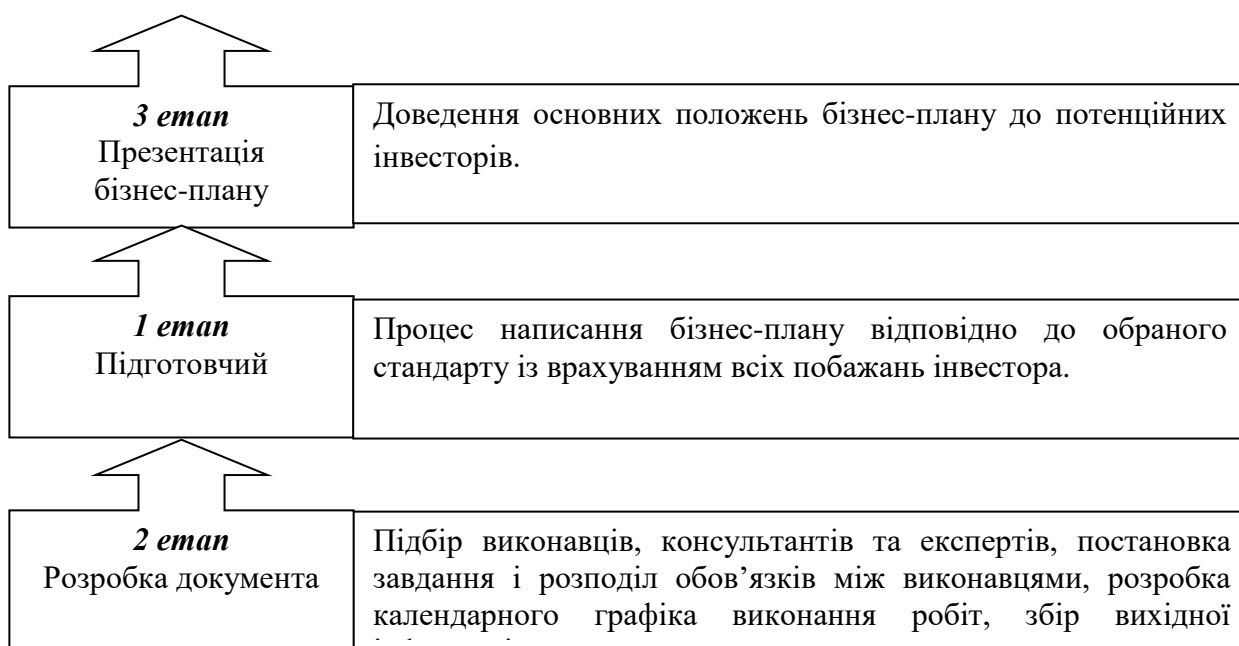 3 етап
Презентація
бізнес-плану
Доведення основних положень бізнес-плану до потенційних
інвесторів.
1 етап
Підготовчий
Процес написання бізнес-плану відповідно до обраного
стандарту із врахуванням всіх побажань інвестора.
2 етап
Розробка документа
Підбір виконавців, консультантів та експертів, постановка
завдання і розподіл обов’язків між виконавцями, розробка
календарного графіка виконання робіт, збір вихідної